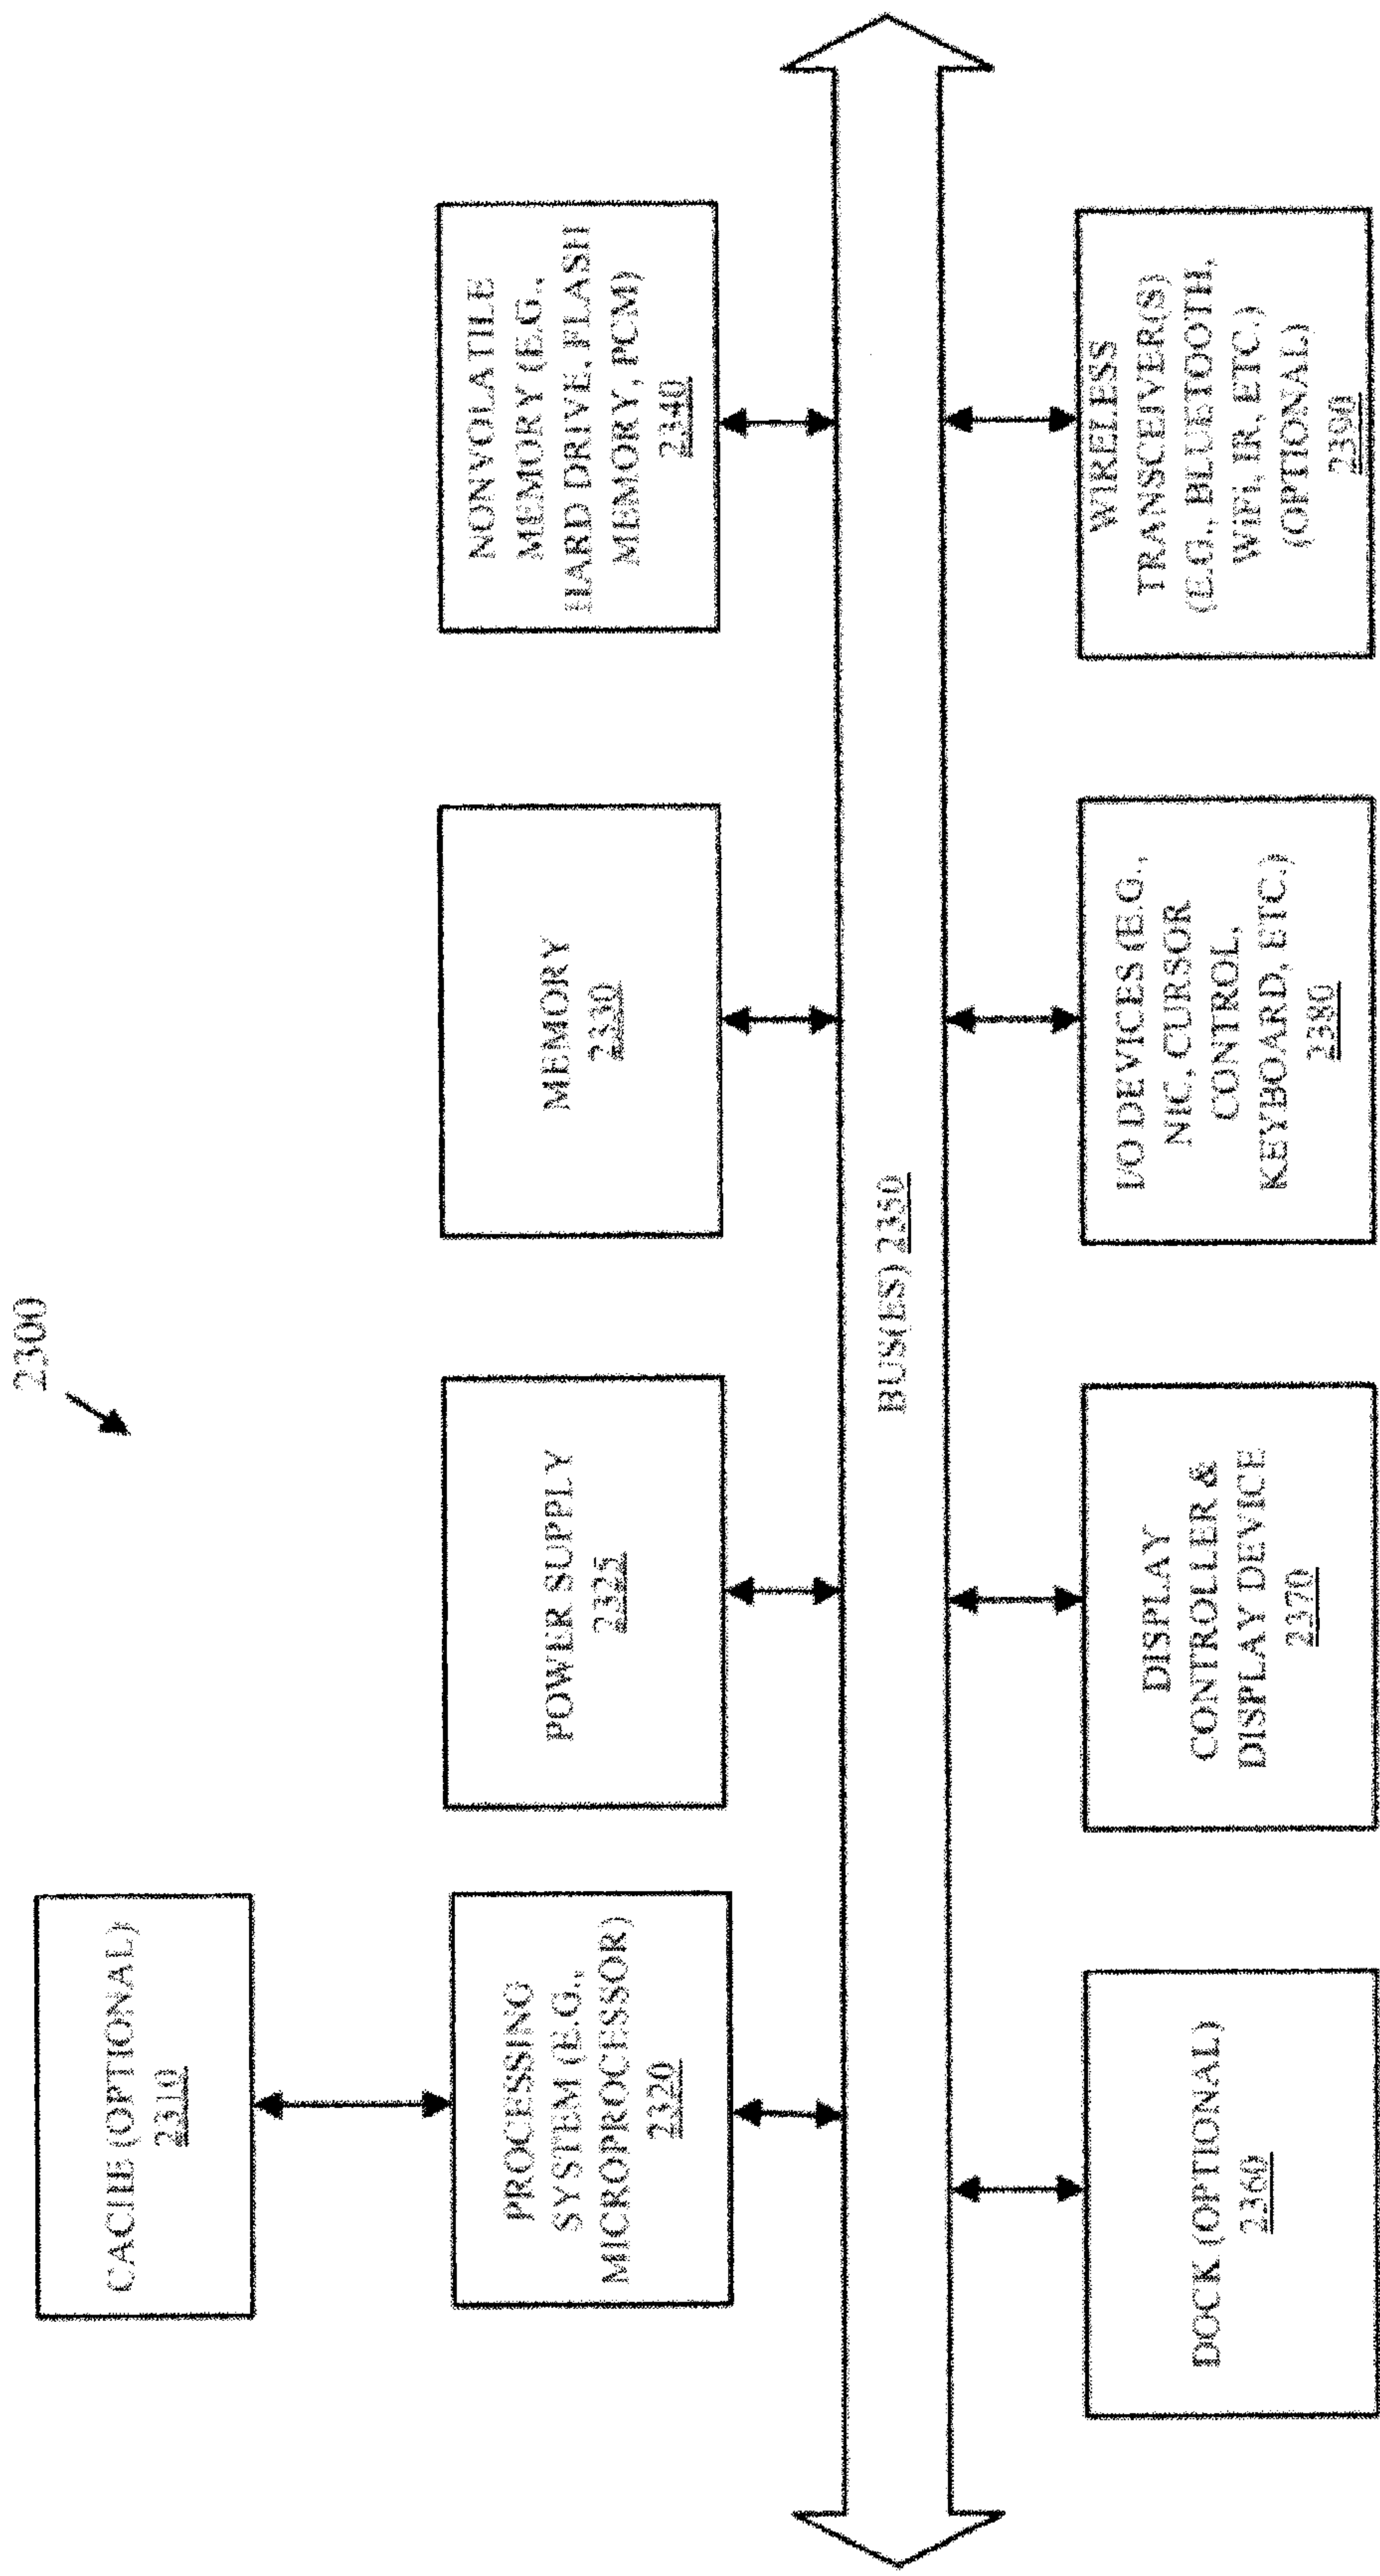 2300
CACHE (OPTIONAL)
2310
PROCESSING
SYSTEM (E.G.,
MICROPROCESSOR)
2320
POWER SUPPLY
2325
MEMORY
2330
NONVOLATILE
MEMORY (E.G.,
HARD DRIVE, FLASH
MEMORY, PCM)
2340
BUS(ES) 2350
DOCK (OPTIONAL)
2360
DISPLAY
CONTROLLER &
DISPLAY DEVICE
2370
I/O DEVICES (E.G.,
NIC, CURSOR
CONTROL,
KEYBOARD, ETC.)
2380
WIRELESS
TRANSCEIVER(S)
(E.G., BLUETOOTH,
WiFi, IR, ETC.)
(OPTIONAL)
2390